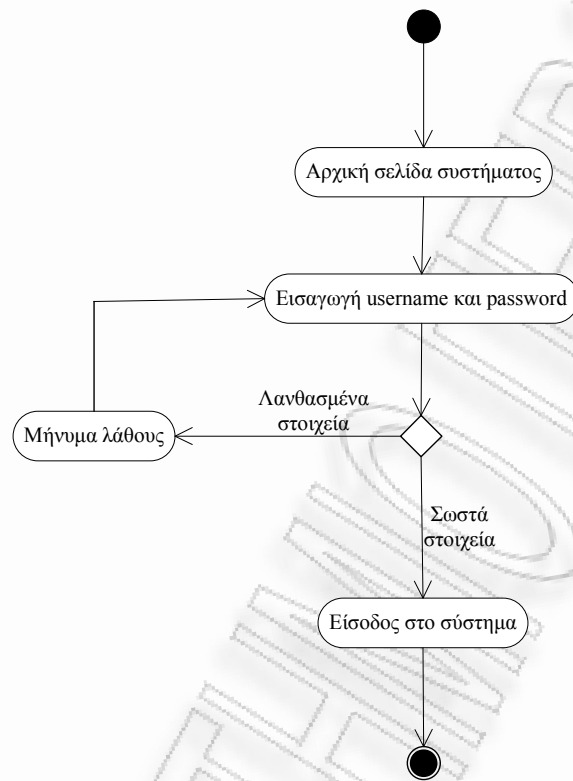 Αρχική σελίδα συστήματος
Εισαγωγή username και password
Λανθασμένα
στοιχεία
Μήνυμα λάθους
Σωστά
στοιχεία
Είσοδος στο σύστημα